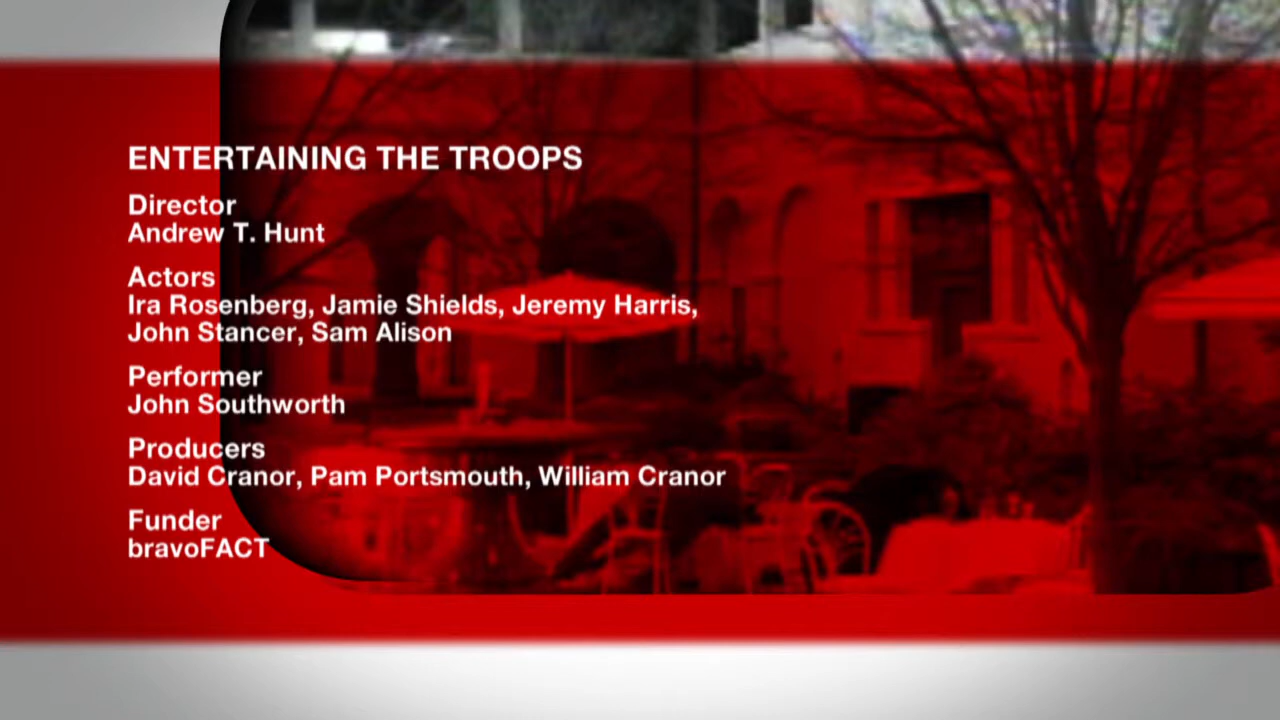 ENTERTAINING THE TROOPS
Director
Andrew T. Hunt
Actors
Ira Rosenberg, Jamie Shields, Jeremy Harris,
John Stancer, Sam Alison
Performer
John Southworth
Producers
David Cranor, Pam Portsmouth, William Cranor
Funder
bravoFACT